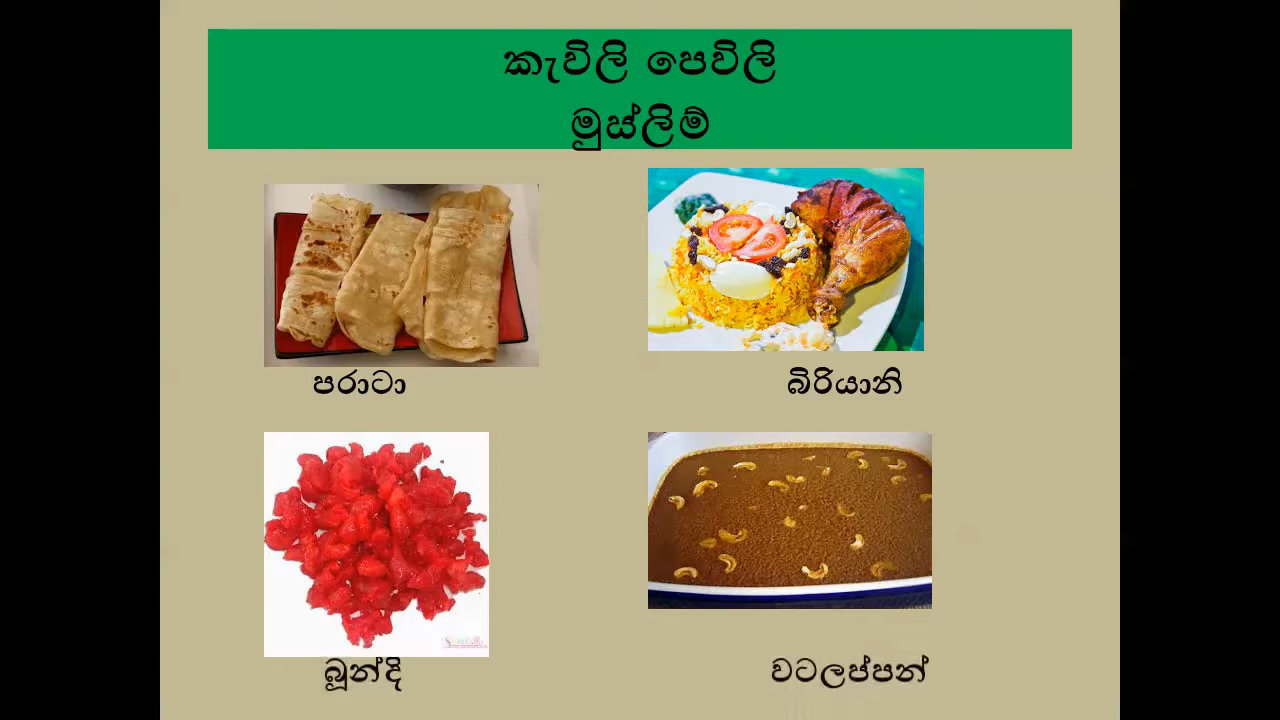 කැවිලි පෙවිලි
මුස්ලිම්
පරාටා
බිරියානි
බූන්දි
වටලප්පන්